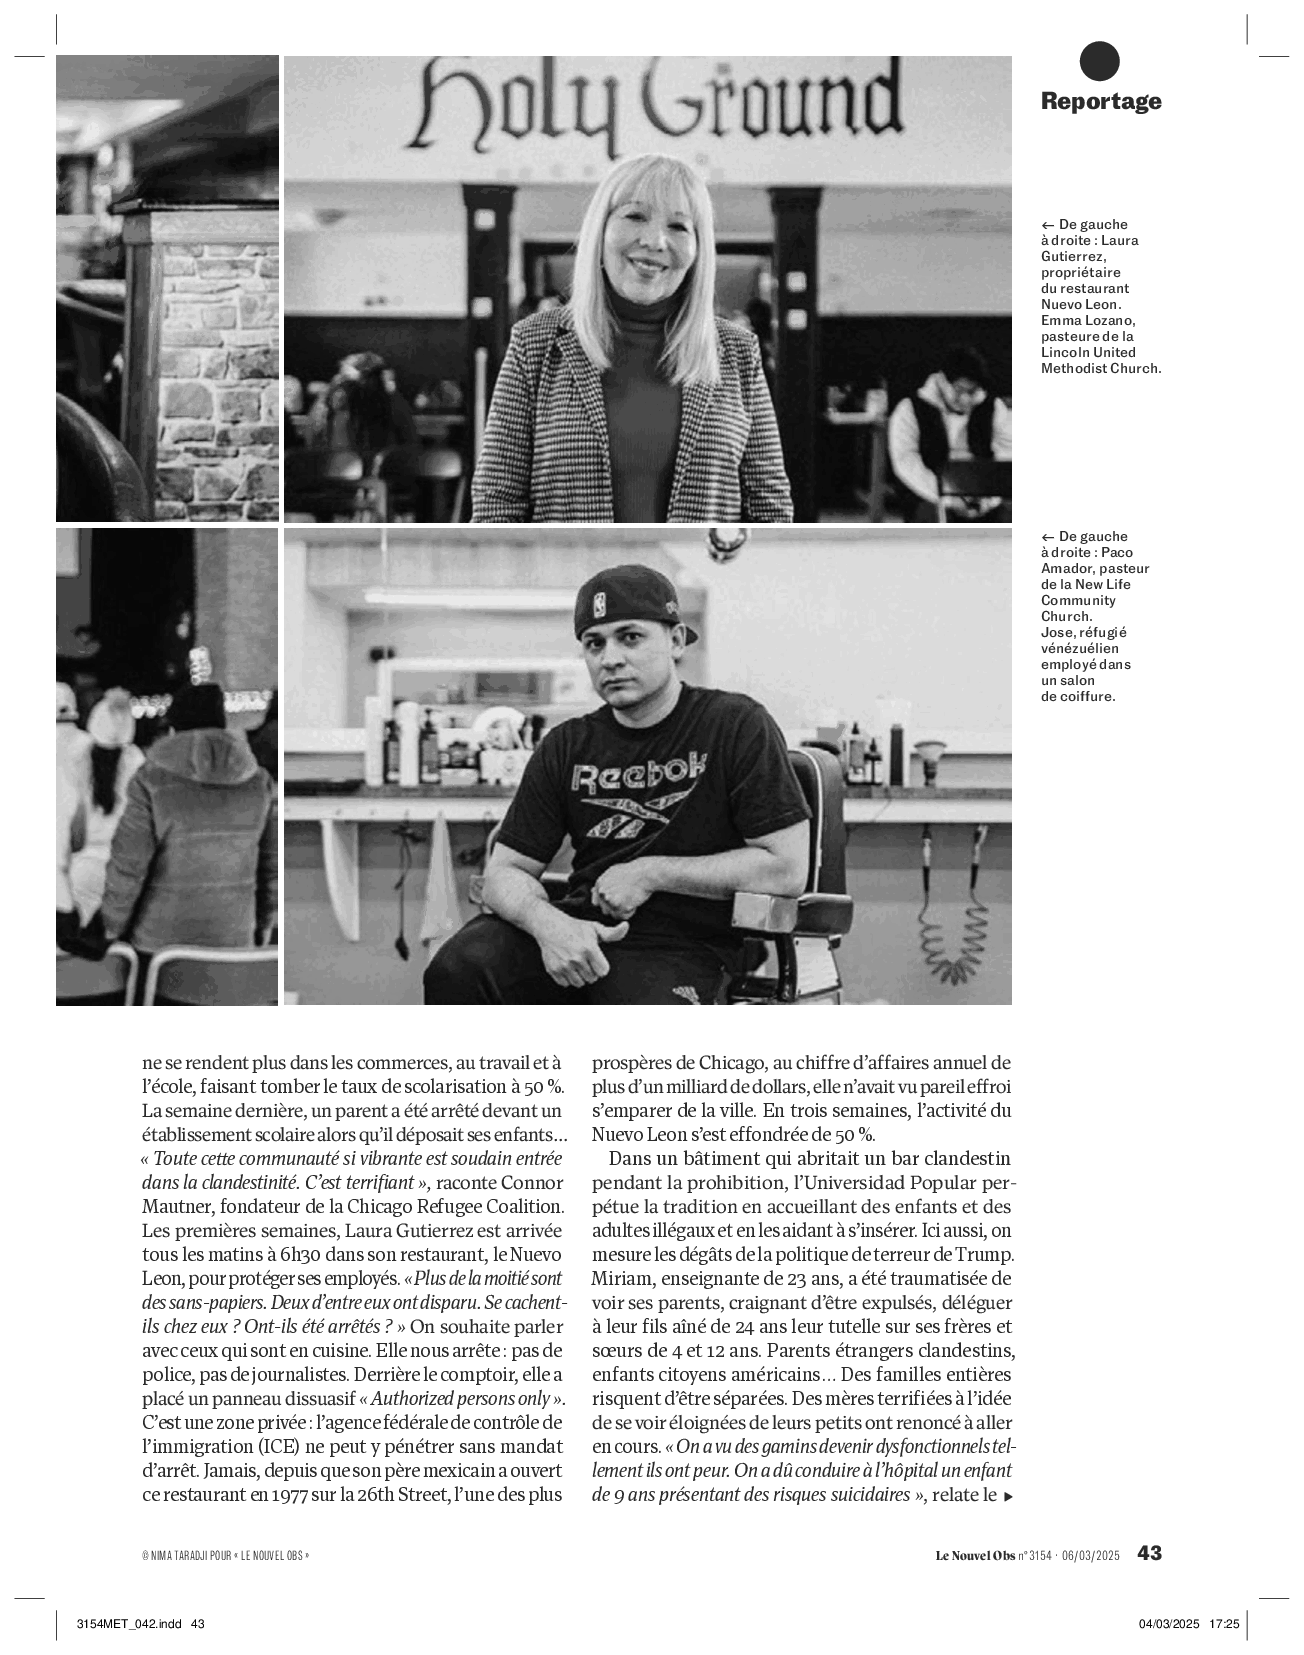 Holy Ground
Reportage
← De gauche
à droite : Laura
Gutierrez,
propriétaire
du restaurant
Nuevo Leon.
Emma Lozano,
pasteure de la
Lincoln United
Methodist Church.
← De gauche
à droite : Paco
Amador, pasteur
de la New Life
Community
Church.
Jose, réfugié
vénézuélien
employé dans
un salon
de coiffure.
Reebok
ne se rendent plus dans les commerces, au travail et à
l’école, faisant tomber le taux de scolarisation à 50 %.
La semaine dernière, un parent a été arrêté devant un
établissement scolaire alors qu’il déposait ses enfants…
« Toute cette communauté si vibrante est soudain entrée
dans la clandestinité. C’est terrifiant », raconte Connor
Mautner, fondateur de la Chicago Refugee Coalition.
Les premières semaines, Laura Gutierrez est arrivée
tous les matins à 6h30 dans son restaurant, le Nuevo
Leon, pour protéger ses employés. « Plus de la moitié sont
des sans-papiers. Deux d’entre eux ont disparu. Se cachent-
ils chez eux ? Ont-ils été arrêtés ? » On souhaite parler
avec ceux qui sont en cuisine. Elle nous arrête : pas de
police, pas de journalistes. Derrière le comptoir, elle a
placé un panneau dissuasif « Authorized persons only ».
C’est une zone privée : l’agence fédérale de contrôle de
l’immigration (ICE) ne peut y pénétrer sans mandat
d’arrêt. Jamais, depuis que son père mexicain a ouvert
ce restaurant en 1977 sur la 26th Street, l’une des plus
prospères de Chicago, au chiffre d’affaires annuel de
plus d’un milliard de dollars, elle n’avait vu pareil effroi
s’emparer de la ville. En trois semaines, l’activité du
Nuevo Leon s’est effondrée de 50 %.
Dans un bâtiment qui abritait un bar clandestin
pendant la prohibition, l’Universidad Popular per-
pétue la tradition en accueillant des enfants et des
adultes illégaux et en les aidant à s’insérer. Ici aussi, on
mesure les dégâts de la politique de terreur de Trump.
Miriam, enseignante de 23 ans, a été traumatisée de
voir ses parents, craignant d’être expulsés, déléguer
à leur fils aîné de 24 ans leur tutelle sur ses frères et
sœurs de 4 et 12 ans. Parents étrangers clandestins,
enfants citoyens américains… Des familles entières
risquent d’être séparées. Des mères terrifiées à l’idée
de se voir éloignées de leurs petits ont renoncé à aller
en cours. « On a vu des gamins devenir dysfonctionnels tel-
lement ils ont peur. On a dû conduire à l’hôpital un enfant
de 9 ans présentant des risques suicidaires », relate le ▶
© NIMA TARADJI POUR « LE NOUVEL OBS »
Le Nouvel Obs n° 3154 · 06/03/2025 43
3154MET_042.indd 43
04/03/2025 17:25